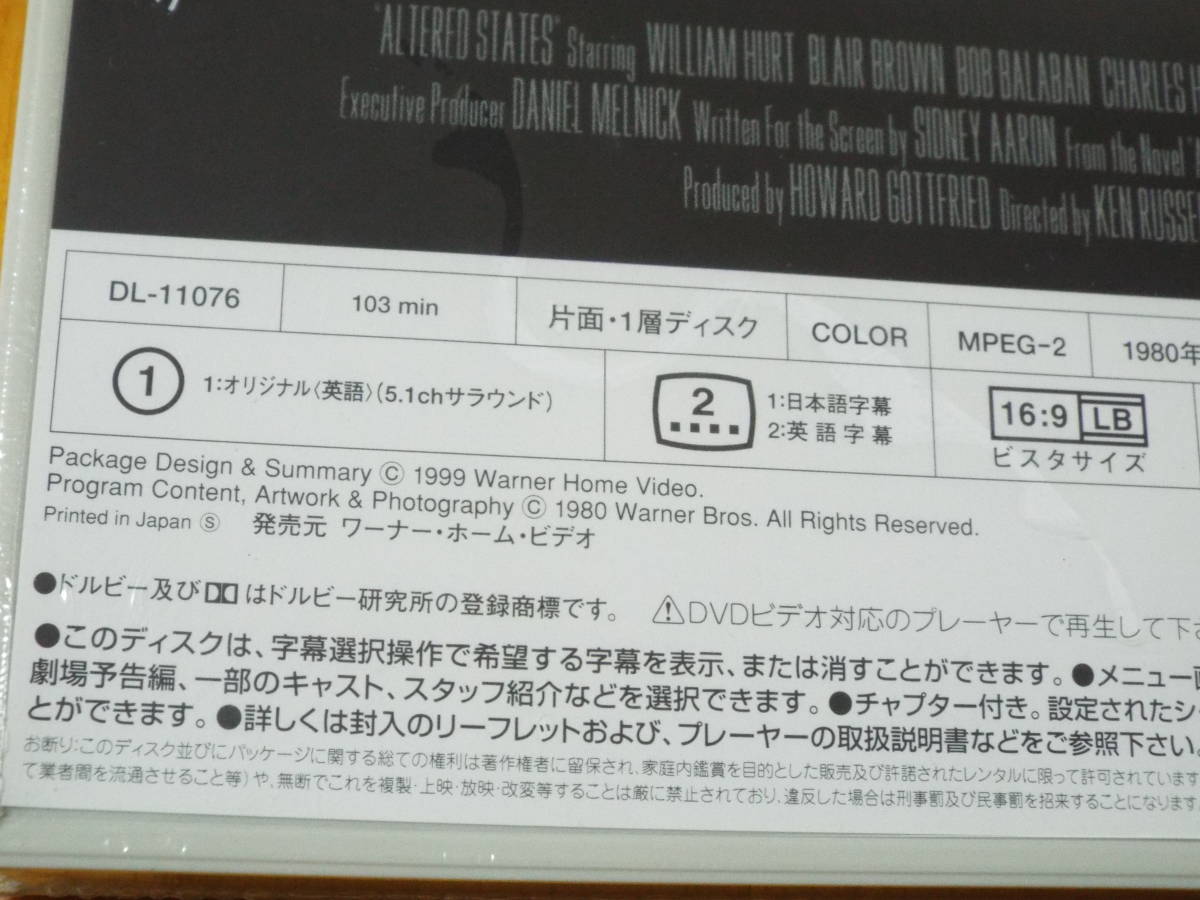 "ALTERED STATES" Starring WILLIAM HURT BLAIR BROWN BOB BALABAN CHARLES
Executive Producer DANIEL MELNICK Written For the Screen by SIDNEY AARON From the Novel
Produced by HOWARD GOTTFRIED Directed by KEN RUSSE
DL-11076 103 min 片面・1層ディスク COLOR MPEG-2 1980年
1 1:オリジナル〈英語〉(5.1chサラウンド)
2 1:日本語字幕
2:英語字幕
16:9 LB
ビスタサイズ
Package Design & Summary Ⓒ 1999 Warner Home Video.
Program Content, Artwork & Photography Ⓒ 1980 Warner Bros. All Rights Reserved.
Printed in Japan Ⓢ 発売元 ワーナー・ホーム・ビデオ
●ドルビー及びはドルビー研究所の登録商標です。 ⚠DVDビデオ対応のプレーヤーで再生して下さ
●このディスクは、字幕選択操作で希望する字幕を表示、または消すことができます。●メニュー
劇場予告編、一部のキャスト、スタッフ紹介などを選択できます。●チャプター付き。設定されたシ
とができます。●詳しくは封入のリーフレットおよび、プレーヤーの取扱説明書などをご参照下さい。
お断り:このディスク並びにパッケージに関する総ての権利は著作権者に留保され、家庭内鑑賞を目的とした販売及び許諾されたレンタルに限って許可されています
て業者間を流通させること等)や、無断でこれを複製・上映・放映・改変等することは厳に禁止されており、違反した場合は刑事罰及び民事罰を招来することになります